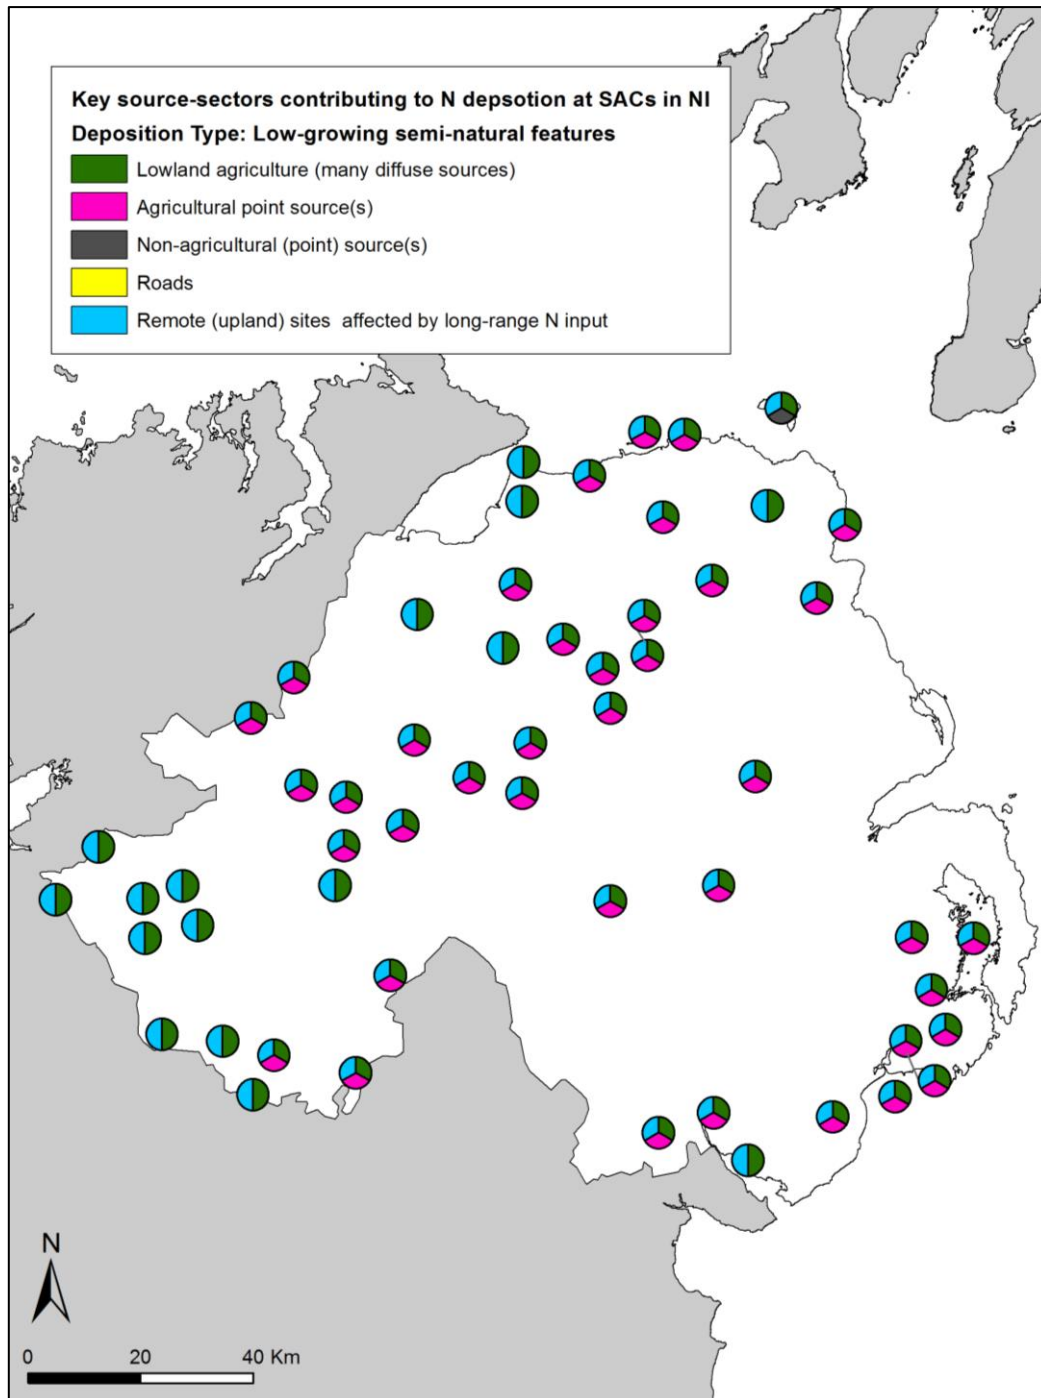 Key source-sectors contributing to N depsotion at SACs in NI
Deposition Type: Low-growing semi-natural features
Lowland agriculture (many diffuse sources)
Agricultural point source(s)
Non-agricultural (point) source(s)
Roads
Remote (upland) sites affected by long-range N input
N
0 20 40 Km